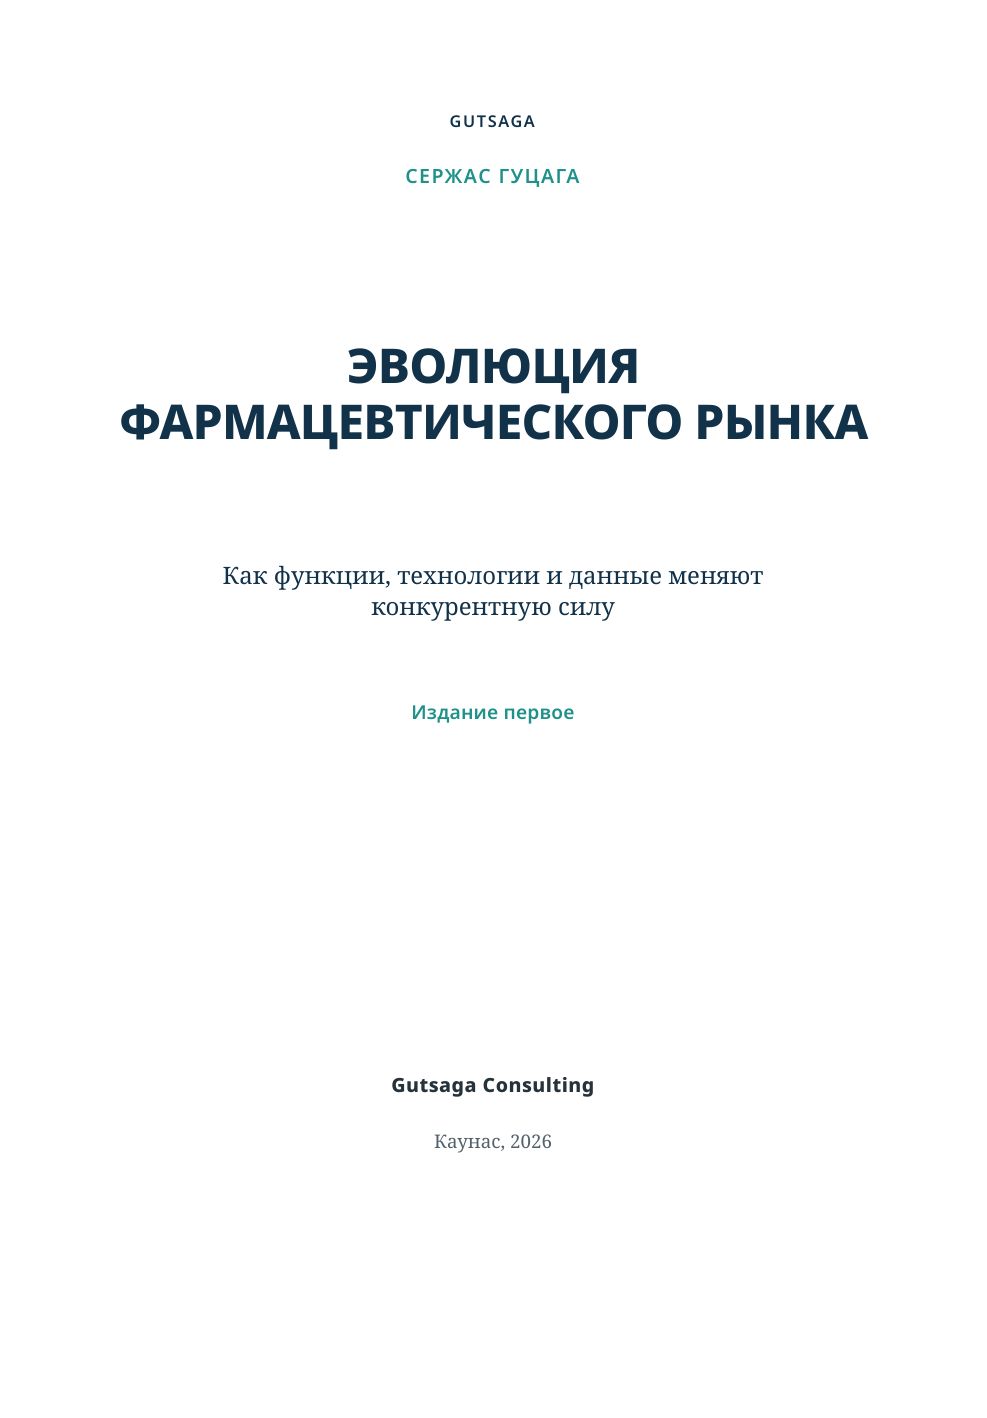 GUTSAGA
СЕРЖАС ГУЦАГА
ЭВОЛЮЦИЯ
ФАРМАЦЕВТИЧЕСКОГО РЫНКА
Как функции, технологии и данные меняют
конкурентную силу
Издание первое
Gutsaga Consulting
Каунас, 2026